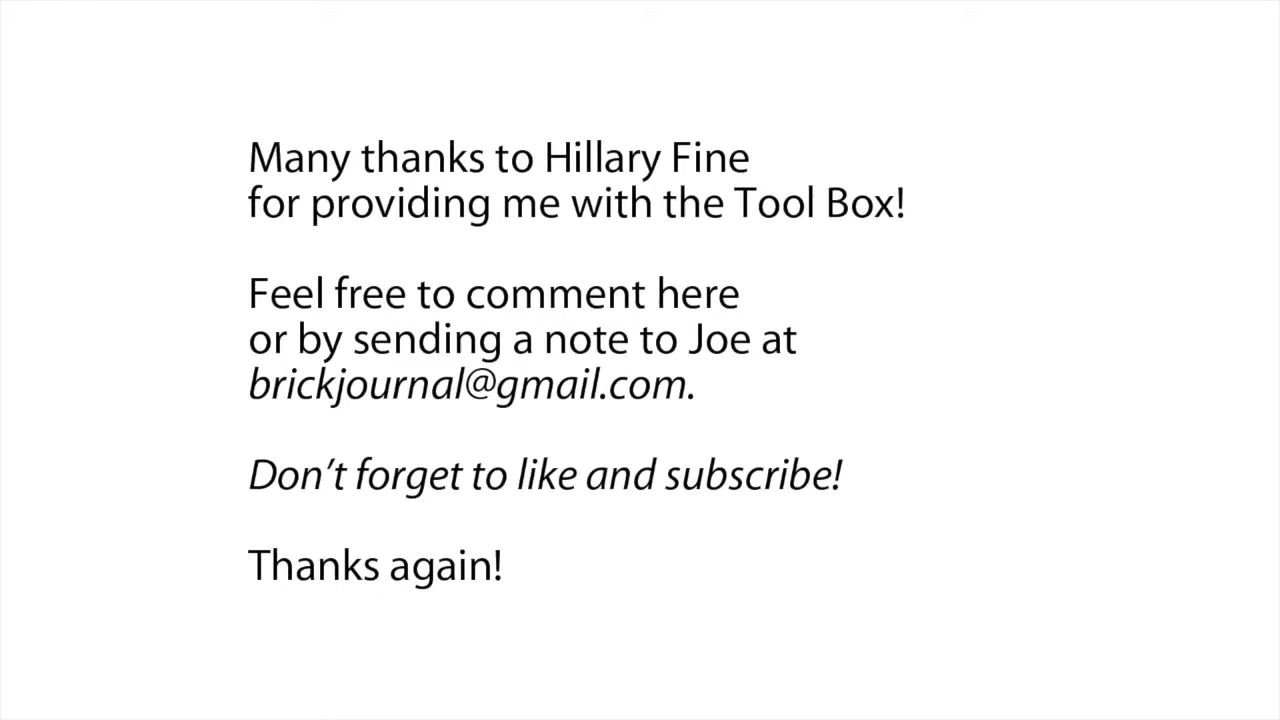 Many thanks to Hillary Fine
for providing me with the Tool Box!
Feel free to comment here
or by sending a note to Joe at
brickjournal@gmail.com.
Don’t forget to like and subscribe!
Thanks again!